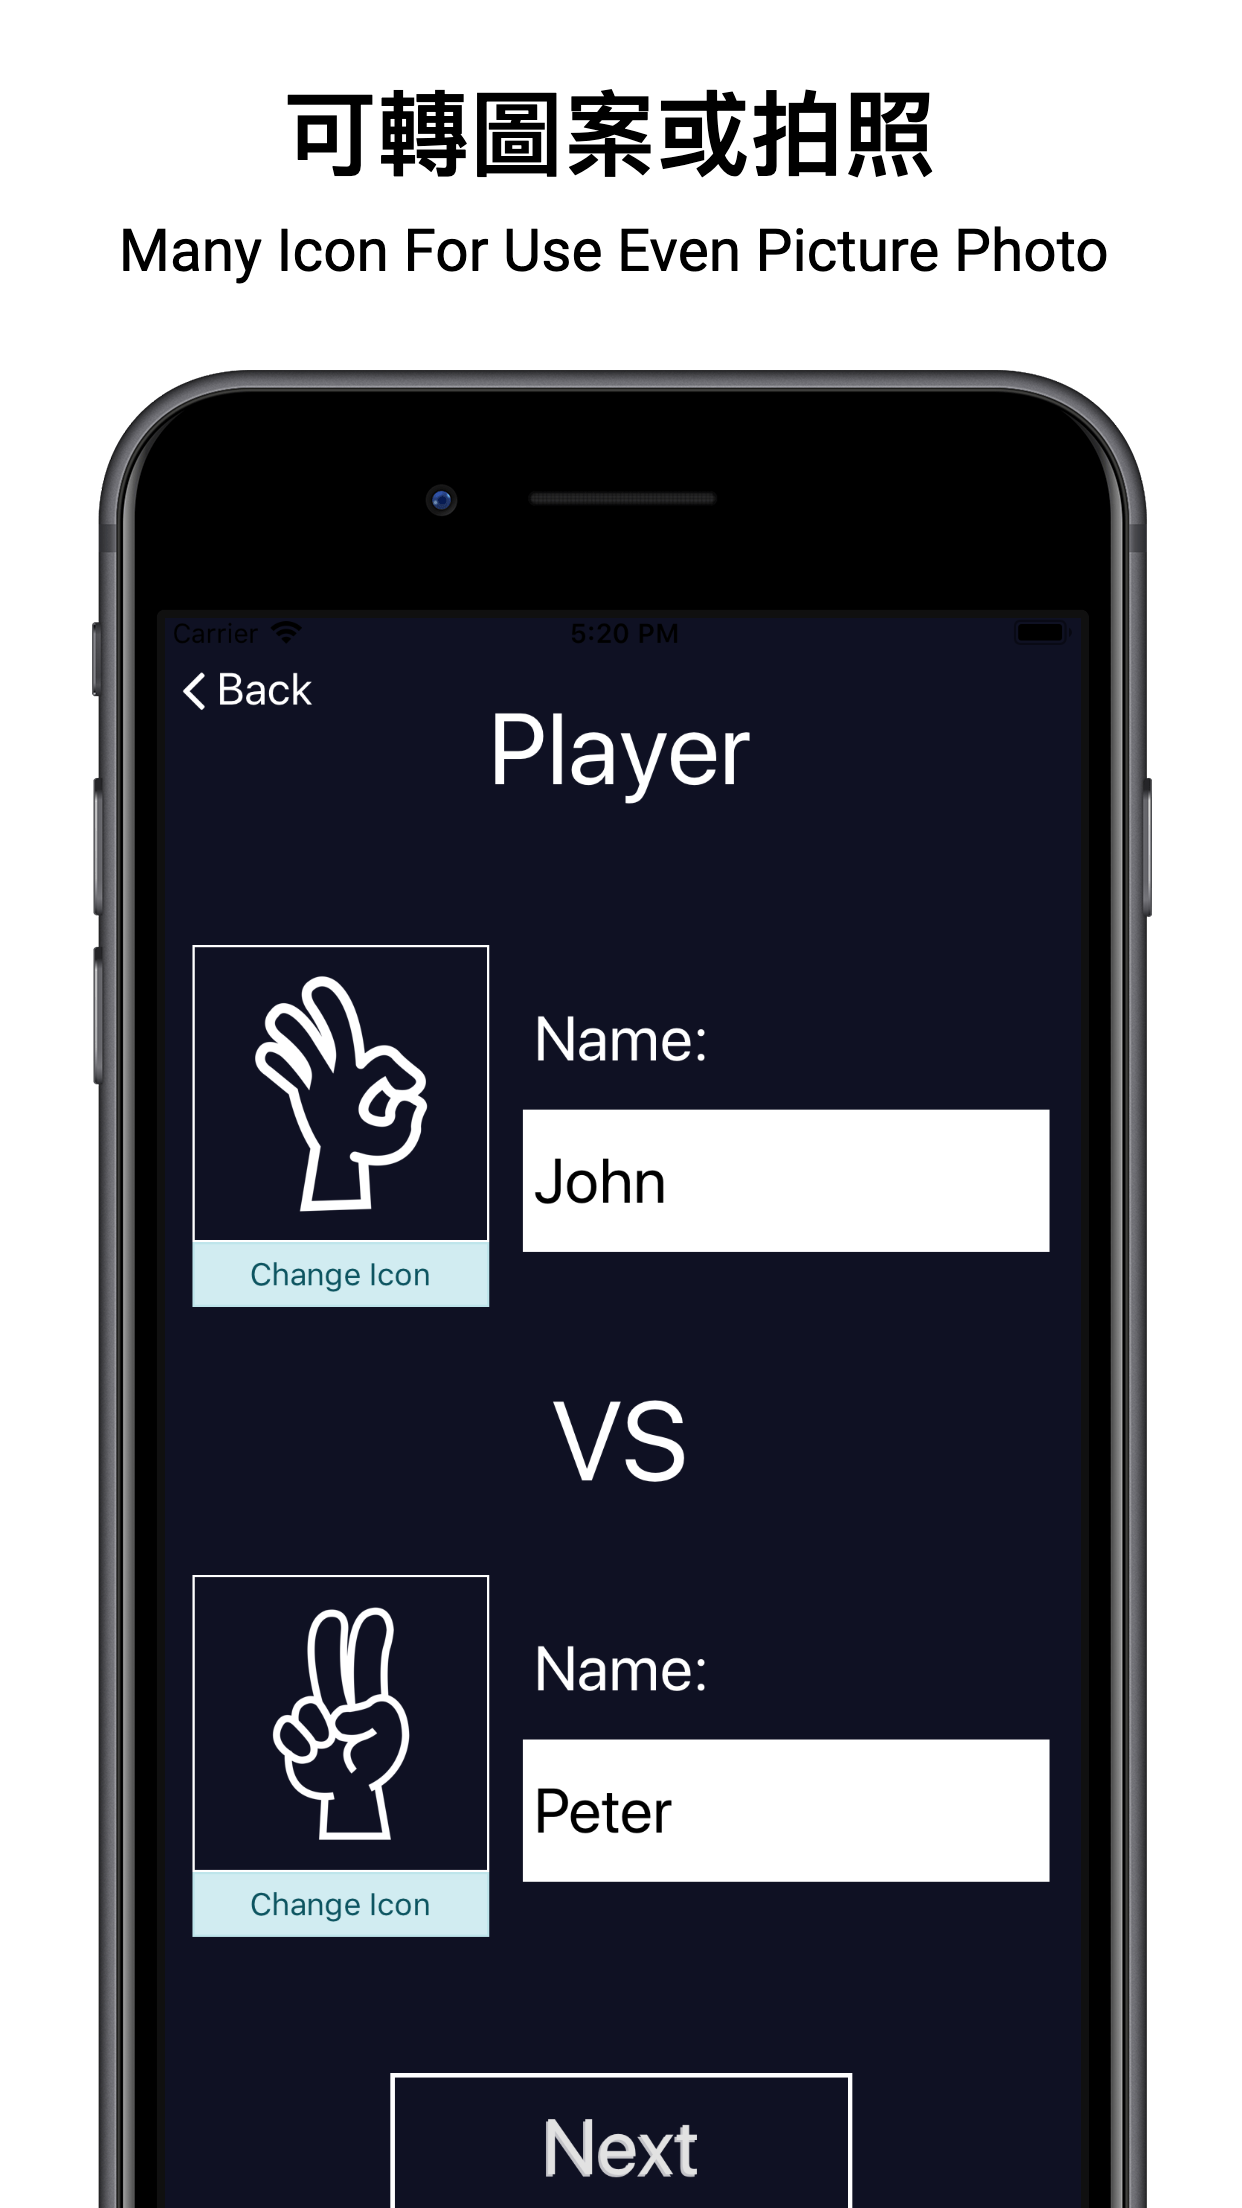 可轉圖案或拍照
Many Icon For Use Even Picture Photo
Carrier 5:20 PM
Back
Player
Name:
John
Change Icon
VS
Name:
Peter
Change Icon
Next